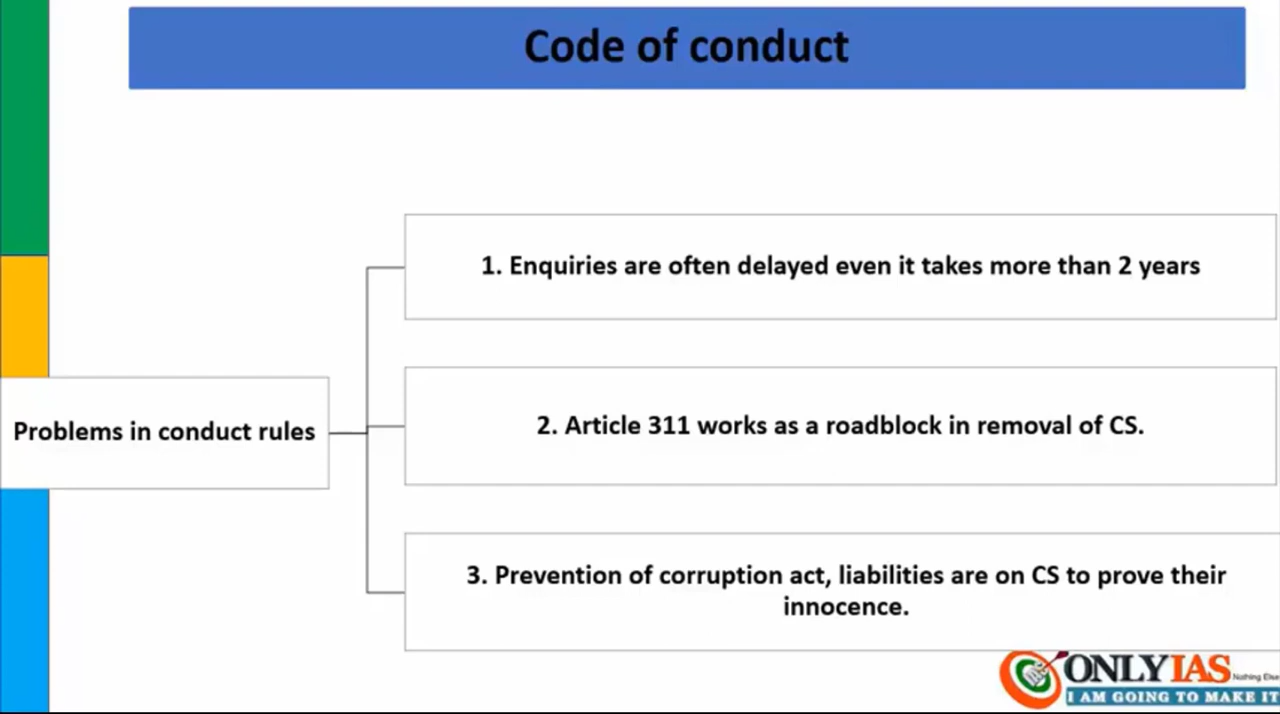 Code of conduct
1. Enquiries are often delayed even it takes more than 2 years
Problems in conduct rules
2. Article 311 works as a roadblock in removal of CS.
3. Prevention of corruption act, liabilities are on CS to prove their
innocence.
ONLYIAS Nothing Else
I AM GOING TO MAKE IT